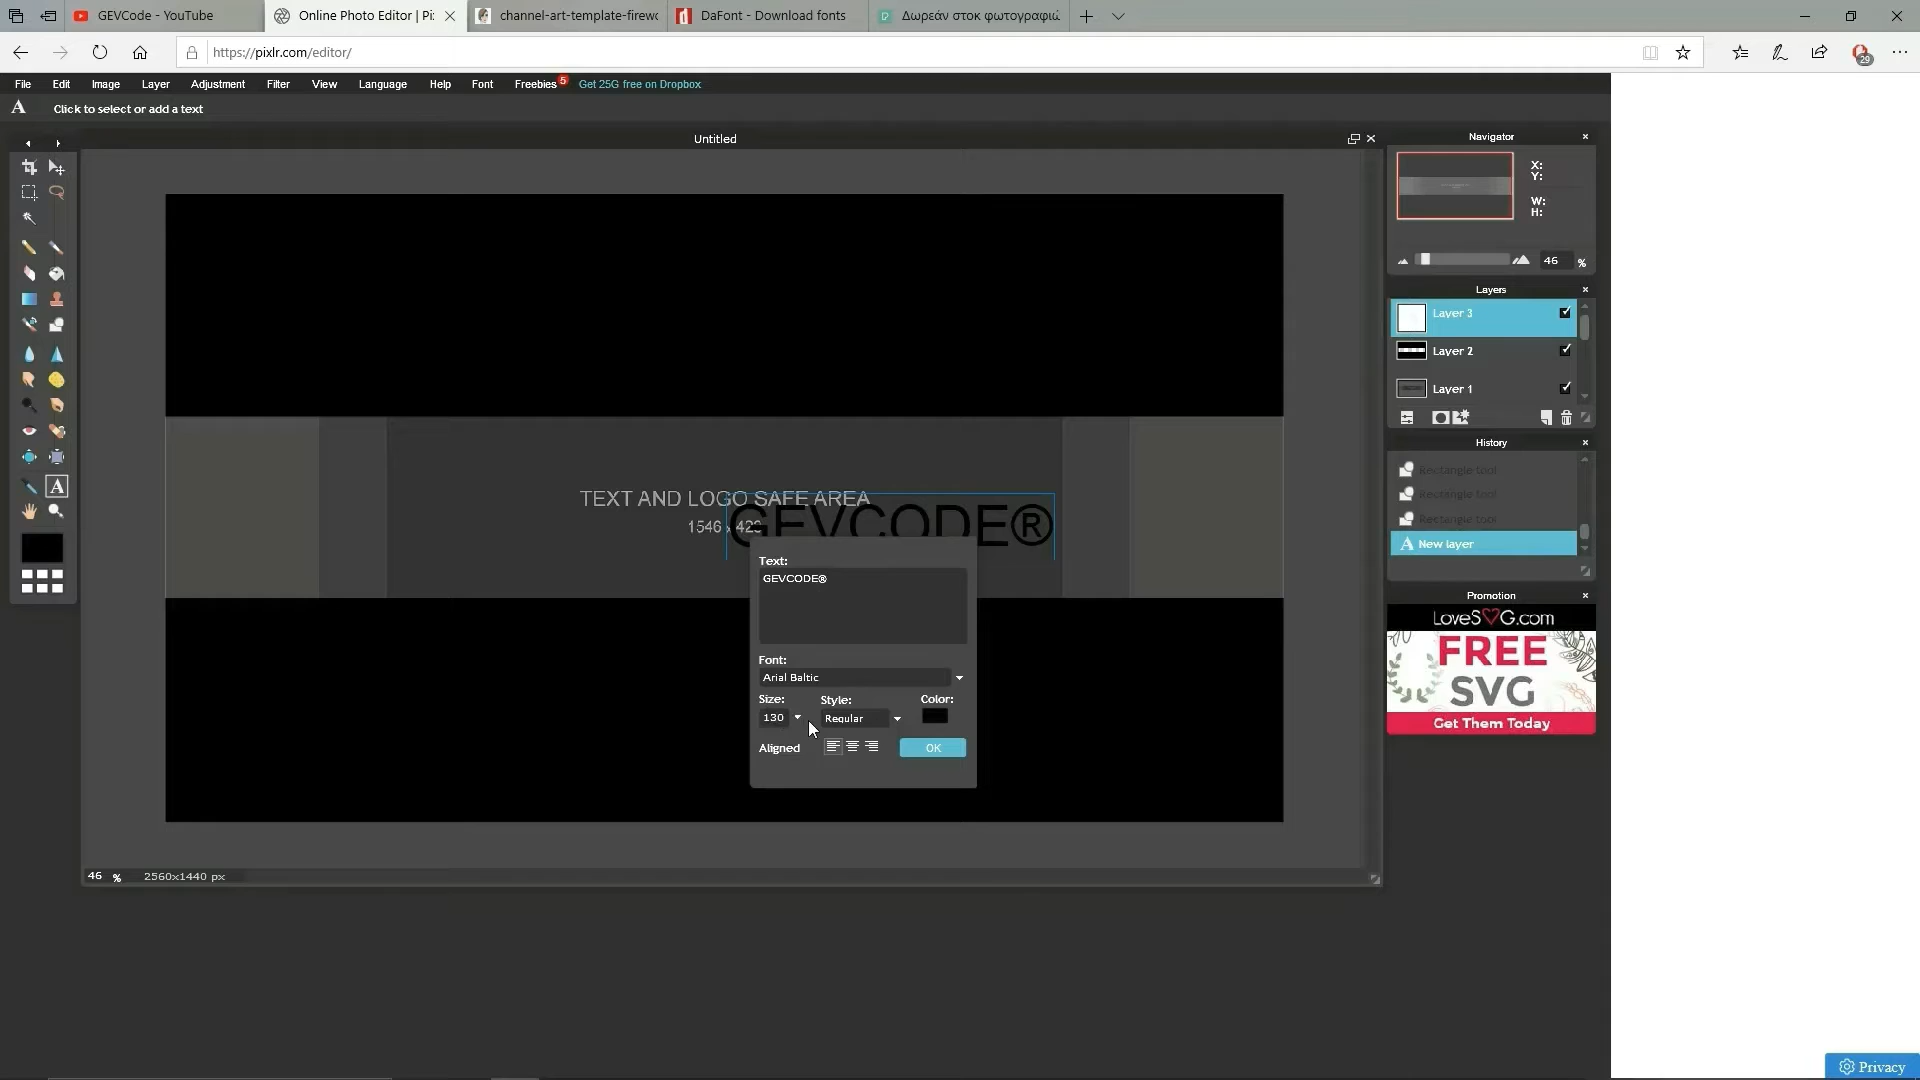 GEVCode - YouTube
Online Photo Editor | Pi:
channel-art-template-firewo
DaFont - Download fonts
Δωρεάν στοκ φωτογραφιώ
https://pixlr.com/editor/
29
File Edit Image Layer Adjustment Filter View Language Help Font Freebies 5 Get 25G free on Dropbox
A Click to select or add a text
Untitled
Navigator
X:
Y:
W:
H:
46 %
Layers
Layer 3
Layer 2
Layer 1
History
Rectangle tool
Rectangle tool
Rectangle tool
A New layer
Promotion
LoveSVG.com
FREE
SVG
Get Them Today
TEXT AND LOGO SAFE AREA
1546 x 423
GEVCODE®
Text:
GEVCODE®
Font:
Arial Baltic
Size: Style: Color:
130 Regular
Aligned OK
A
46 % 2560x1440 px
Privacy